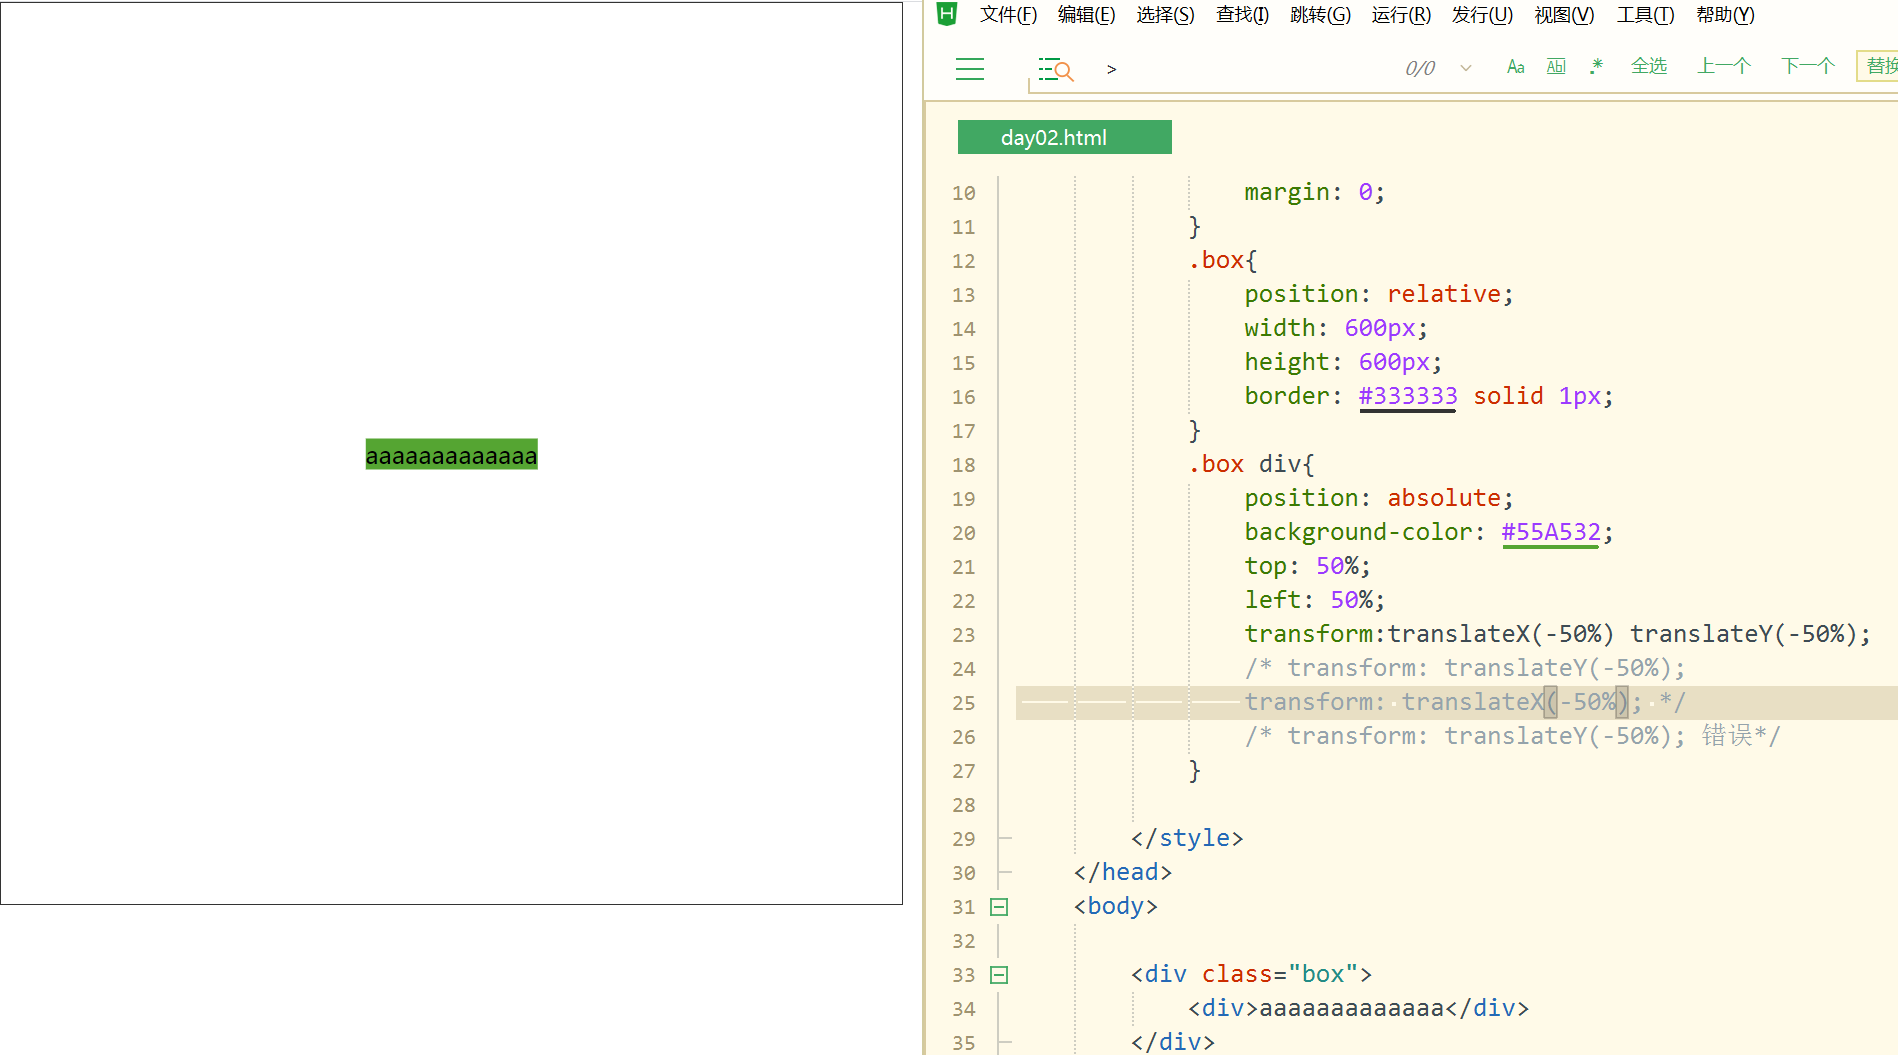 aaaaaaaaaaaaa
H 文件(F) 编辑(E) 选择(S) 查找(I) 跳转(G) 运行(R) 发行(U) 视图(V) 工具(T) 帮助(Y)
> 0/0 Aa Ab| .* 全选 上一个 下一个 替换
day02.html
10 margin: 0;
11 }
12 .box{
13 position: relative;
14 width: 600px;
15 height: 600px;
16 border: #333333 solid 1px;
17 }
18 .box div{
19 position: absolute;
20 background-color: #55A532;
21 top: 50%;
22 left: 50%;
23 transform:translateX(-50%) translateY(-50%);
24 /* transform: translateY(-50%);
25 transform: translateX(-50%); */
26 /* transform: translateY(-50%); 错误*/
27 }
28
29 </style>
30 </head>
31 <body>
32
33 <div class="box">
34 <div>aaaaaaaaaaaaa</div>
35 </div>